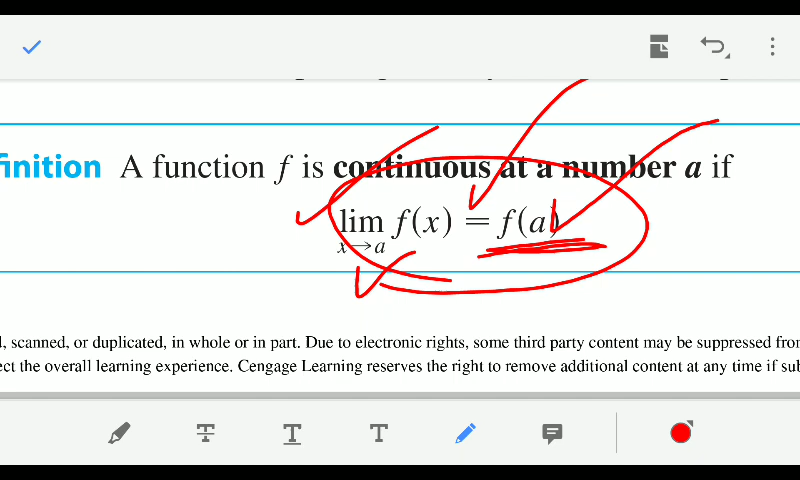 finition A function f is continuous at a number a if
lim f(x) = f(a)
x→a
d, scanned, or duplicated, in whole or in part. Due to electronic rights, some third party content may be suppressed from
ect the overall learning experience. Cengage Learning reserves the right to remove additional content at any time if sub
T T T